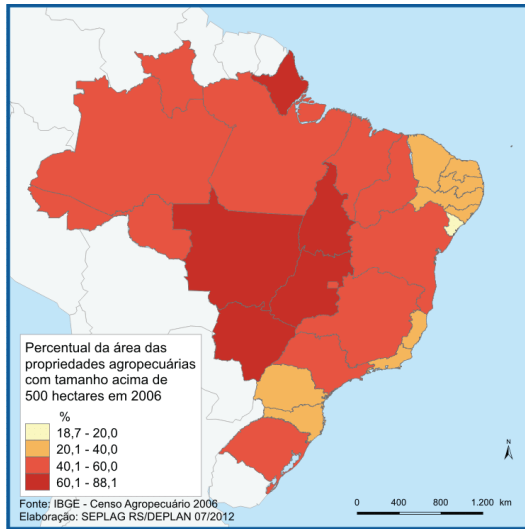 Percentual da área das
propriedades agropecuárias
com tamanho acima de
500 hectares em 2006
%
18,7 - 20,0
20,1 - 40,0
40,1 - 60,0
60,1 - 88,1
N
0 400 800 1.200 km
Fonte: IBGE - Censo Agropecuário 2006
Elaboração: SEPLAG RS/DEPLAN 07/2012